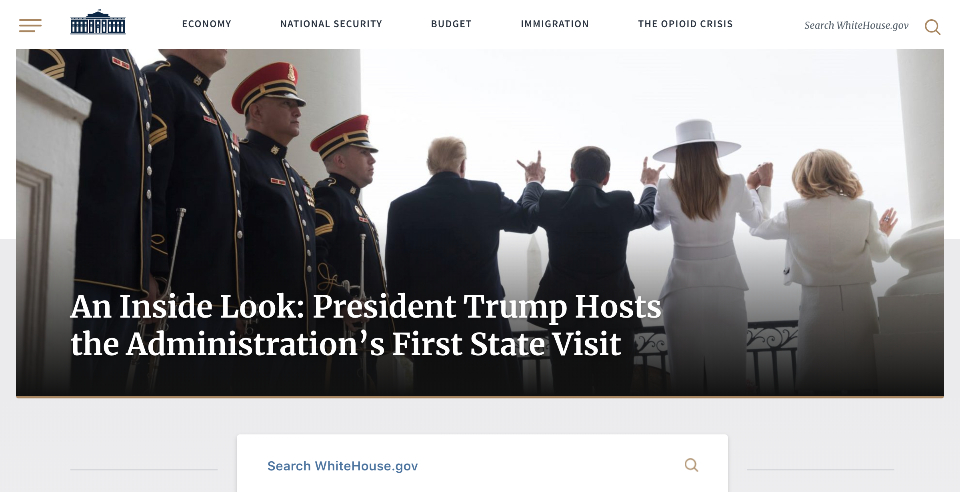 ECONOMY NATIONAL SECURITY BUDGET IMMIGRATION THE OPIOID CRISIS Search WhiteHouse.gov
An Inside Look: President Trump Hosts
the Administration’s First State Visit
Search WhiteHouse.gov